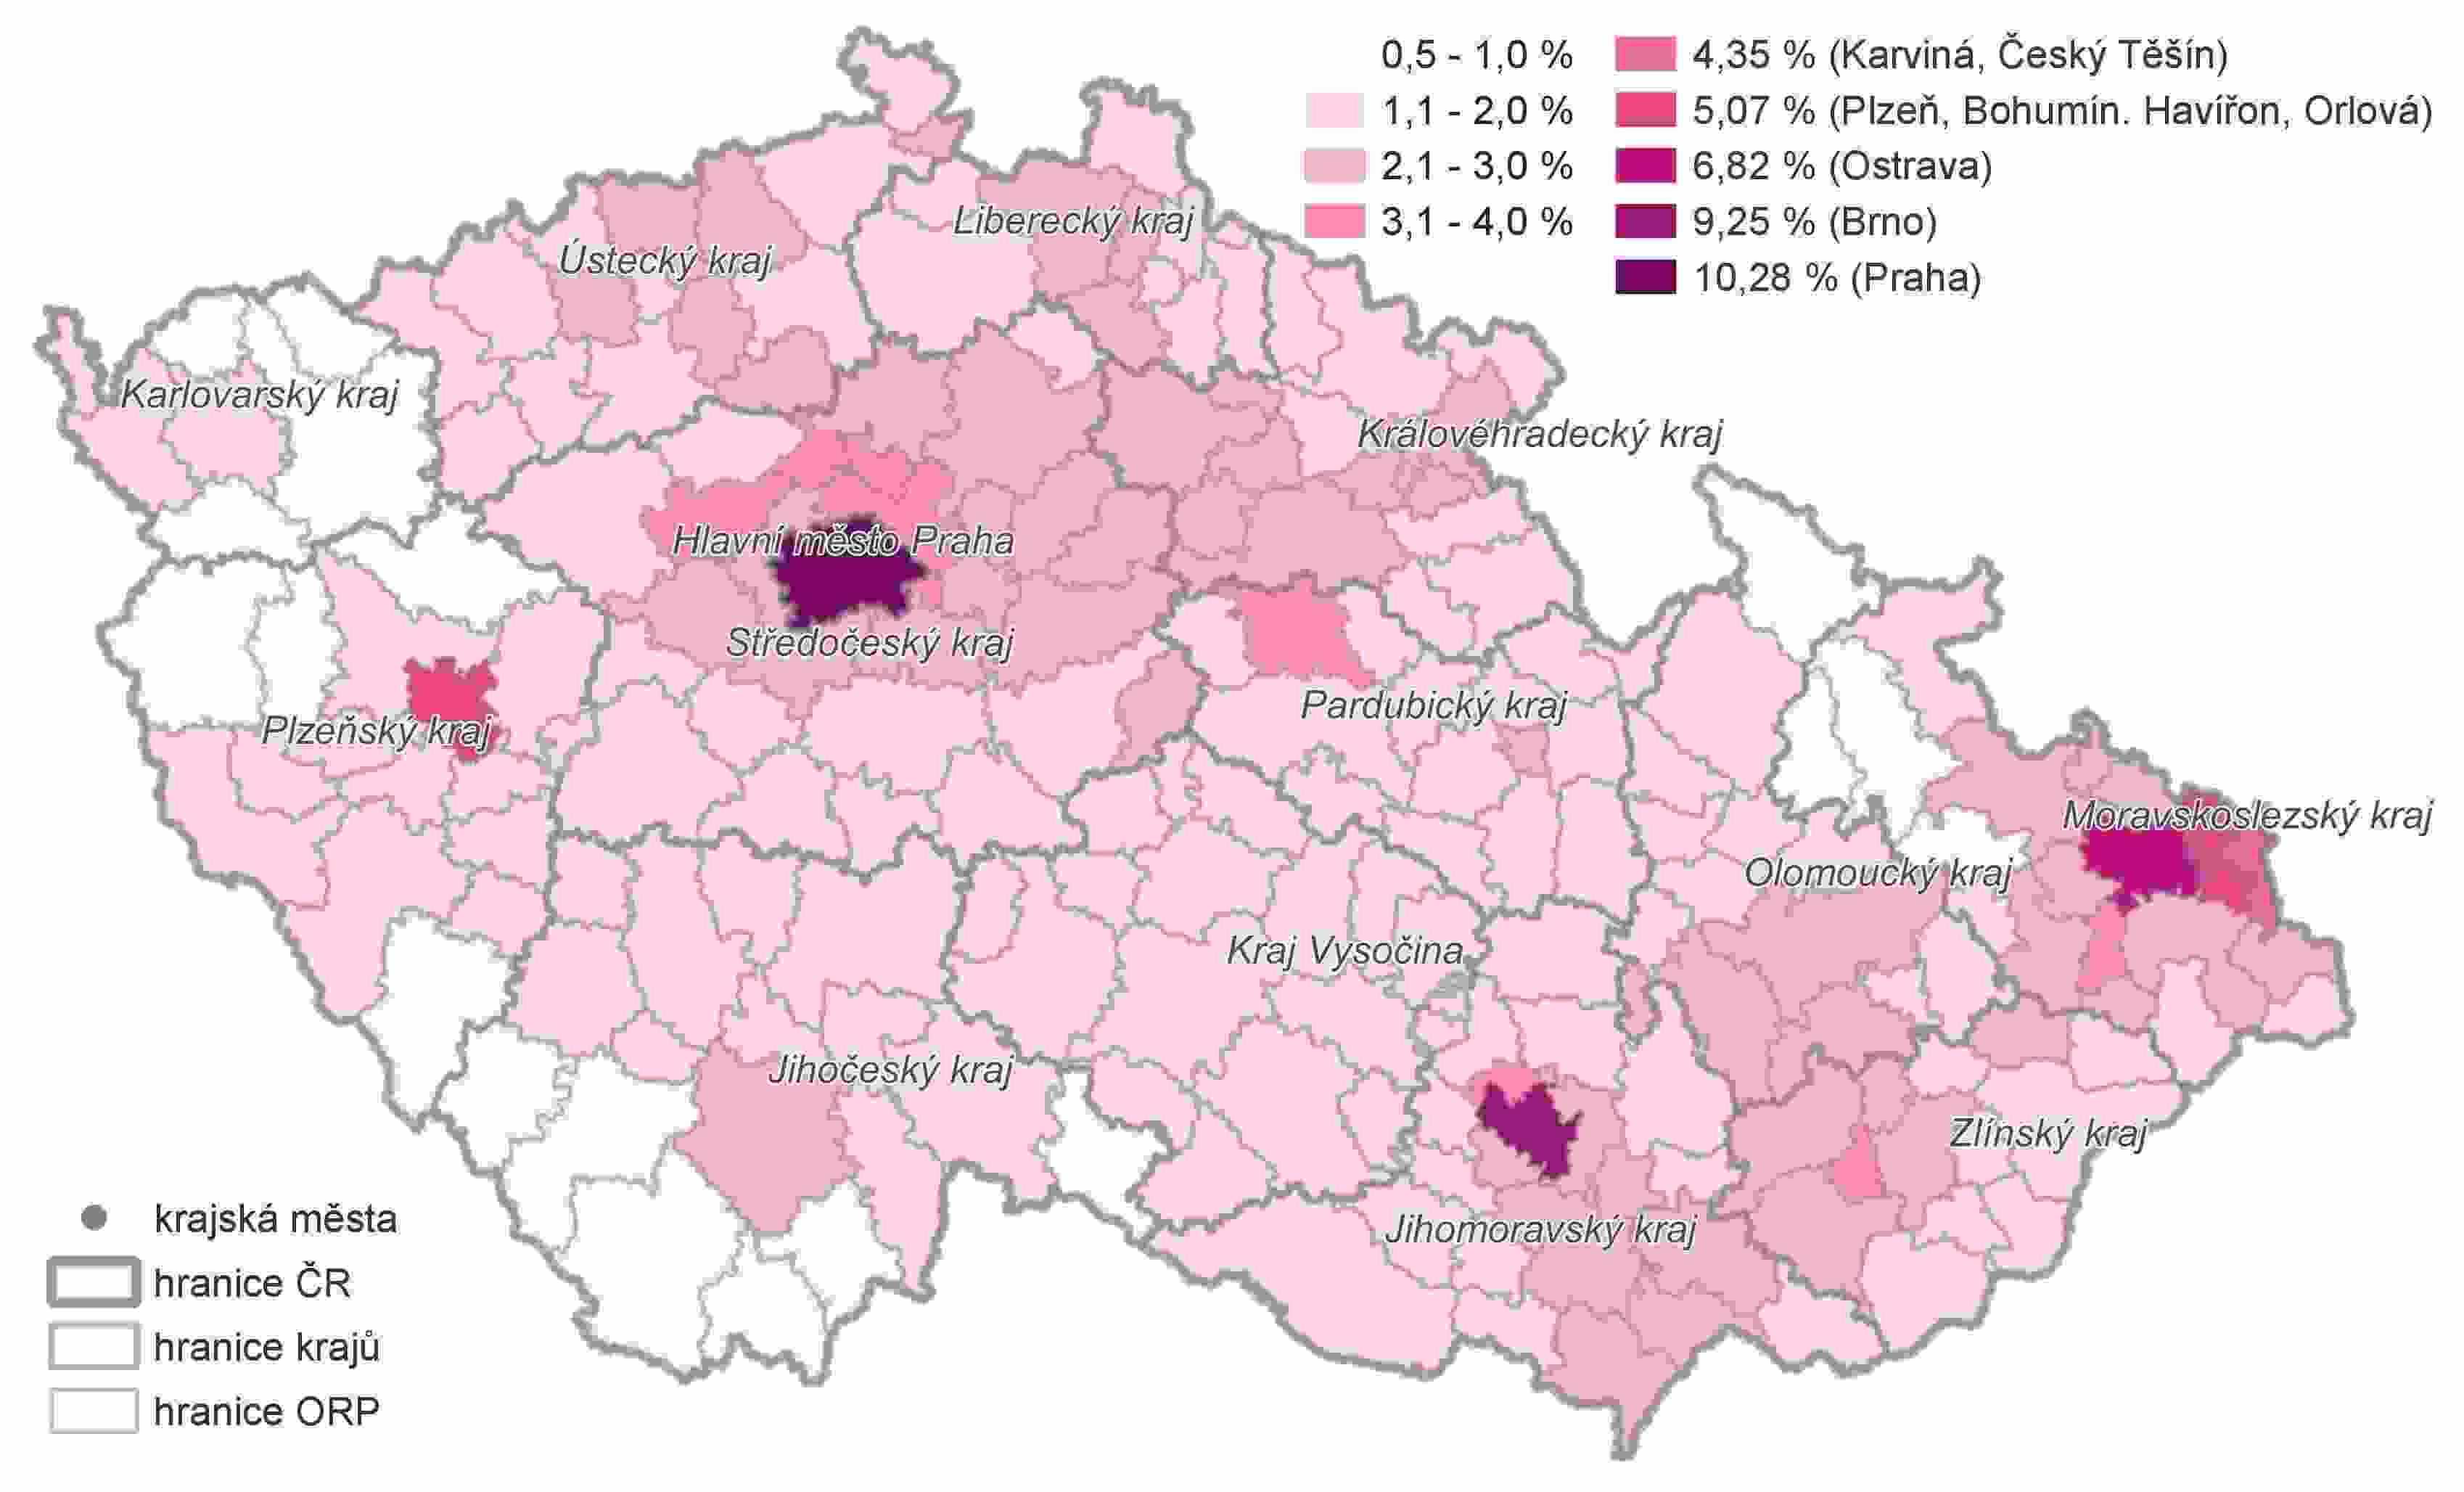 0,5 - 1,0 %
1,1 - 2,0 %
2,1 - 3,0 %
3,1 - 4,0 %
4,35 % (Karviná, Český Těšín)
5,07 % (Plzeň, Bohumín. Havířon, Orlová)
6,82 % (Ostrava)
9,25 % (Brno)
10,28 % (Praha)
Liberecký kraj
Ústecký kraj
Karlovarský kraj
Královéhradecký kraj
Hlavní město Praha
Středočeský kraj
Pardubický kraj
Plzeňský kraj
Moravskoslezský kraj
Olomoucký kraj
Kraj Vysočina
Jihočeský kraj
Zlínský kraj
Jihomoravský kraj
krajská města
hranice ČR
hranice krajů
hranice ORP